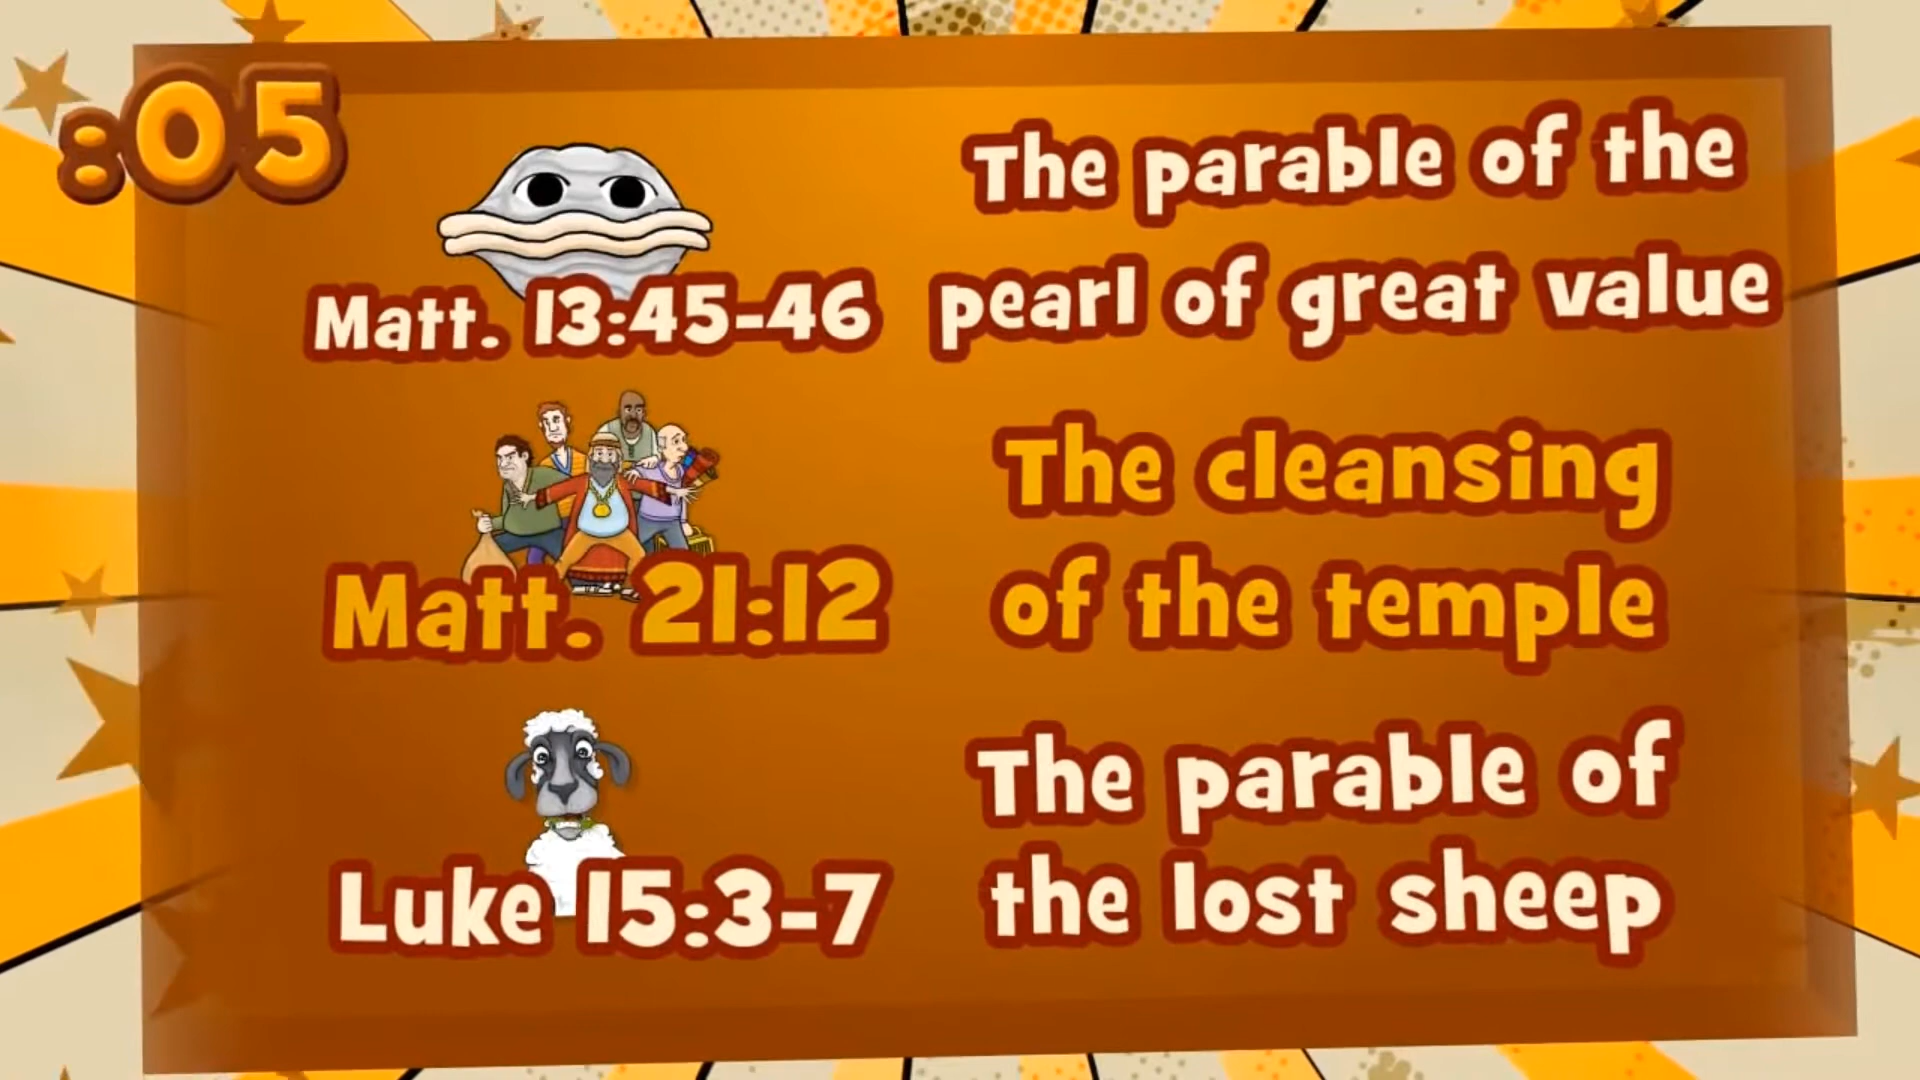 :05
Matt. 13:45-46
The parable of the
pearl of great value
Matt. 21:12
The cleansing
of the temple
Luke 15:3-7
The parable of
the lost sheep